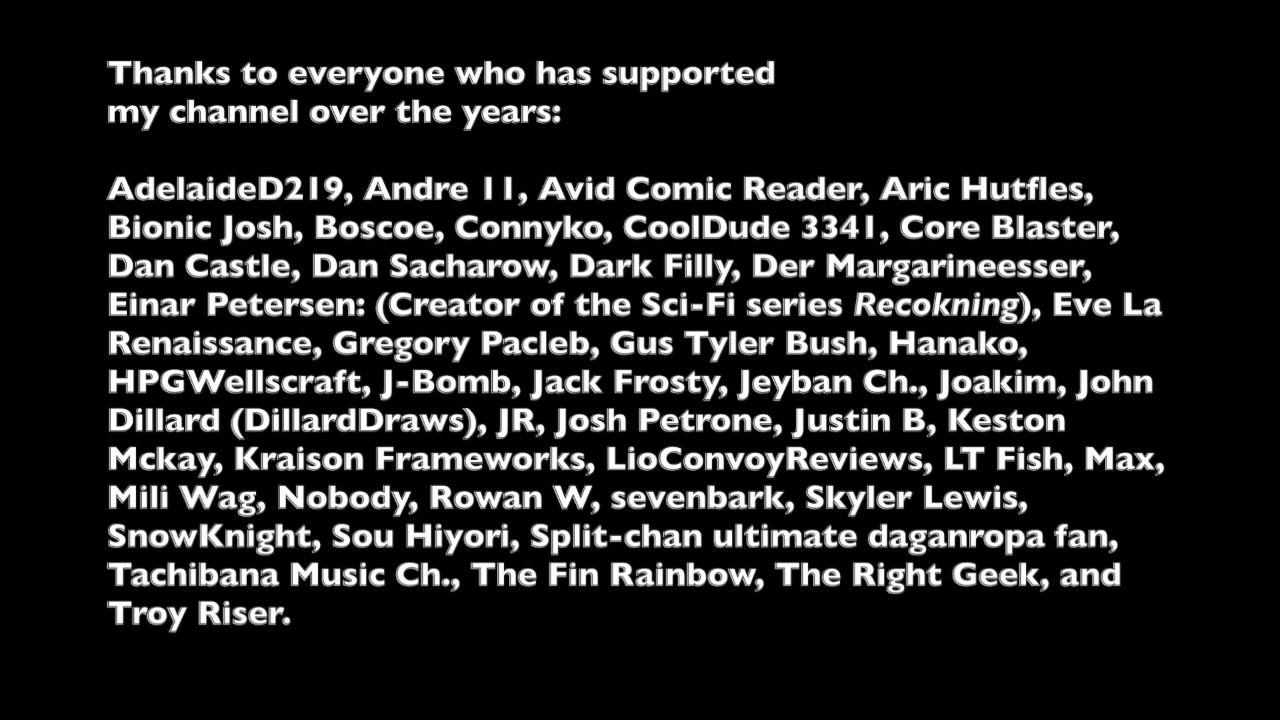 Thanks to everyone who has supported
my channel over the years:
AdelaideD219, Andre 11, Avid Comic Reader, Aric Hutfles,
Bionic Josh, Boscoe, Connyko, CoolDude 3341, Core Blaster,
Dan Castle, Dan Sacharow, Dark Filly, Der Margarineesser,
Einar Petersen: (Creator of the Sci-Fi series Recokning), Eve La
Renaissance, Gregory Pacleb, Gus Tyler Bush, Hanako,
HPGWellscraft, J-Bomb, Jack Frosty, Jeyban Ch., Joakim, John
Dillard (DillardDraws), JR, Josh Petrone, Justin B, Keston
Mckay, Kraison Frameworks, LioConvoyReviews, LT Fish, Max,
Mili Wag, Nobody, Rowan W, sevenbark, Skyler Lewis,
SnowKnight, Sou Hiyori, Split-chan ultimate daganropa fan,
Tachibana Music Ch., The Fin Rainbow, The Right Geek, and
Troy Riser.